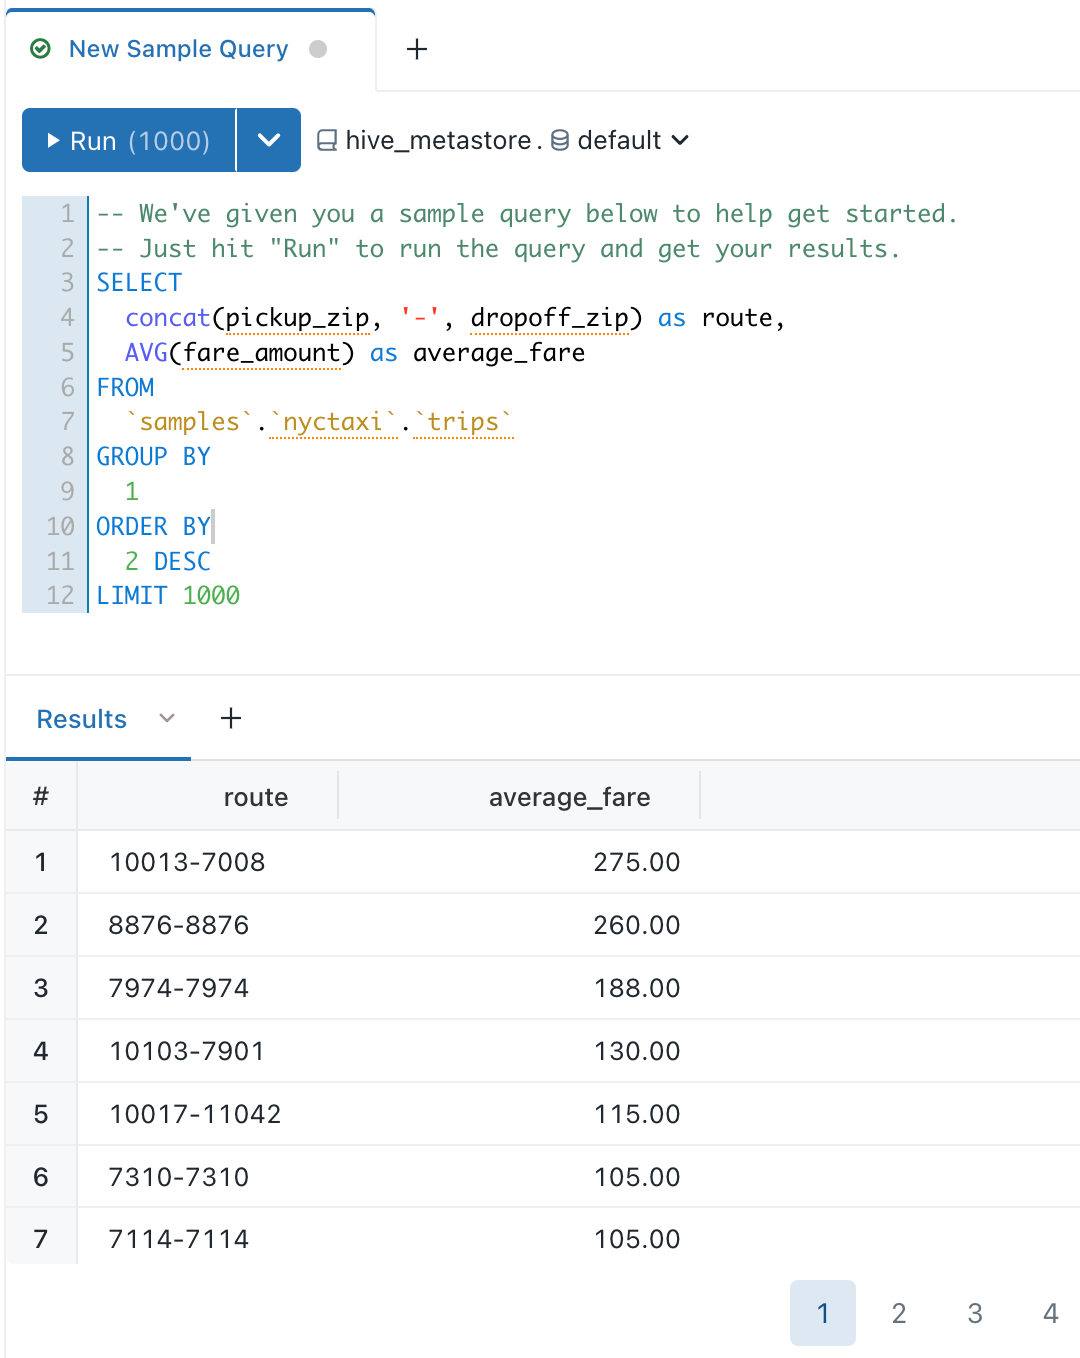 New Sample Query
Run (1000) hive_metastore. default
1 -- We've given you a sample query below to help get started.
2 -- Just hit "Run" to run the query and get your results.
3 SELECT
4 concat(pickup_zip, '-', dropoff_zip) as route,
5 AVG(fare_amount) as average_fare
6 FROM
7 `samples`.`nyctaxi`.`trips`
8 GROUP BY
9 1
10 ORDER BY
11 2 DESC
12 LIMIT 1000
Results
# route average_fare
1 10013-7008 275.00
2 8876-8876 260.00
3 7974-7974 188.00
4 10103-7901 130.00
5 10017-11042 115.00
6 7310-7310 105.00
7 7114-7114 105.00
1 2 3 4